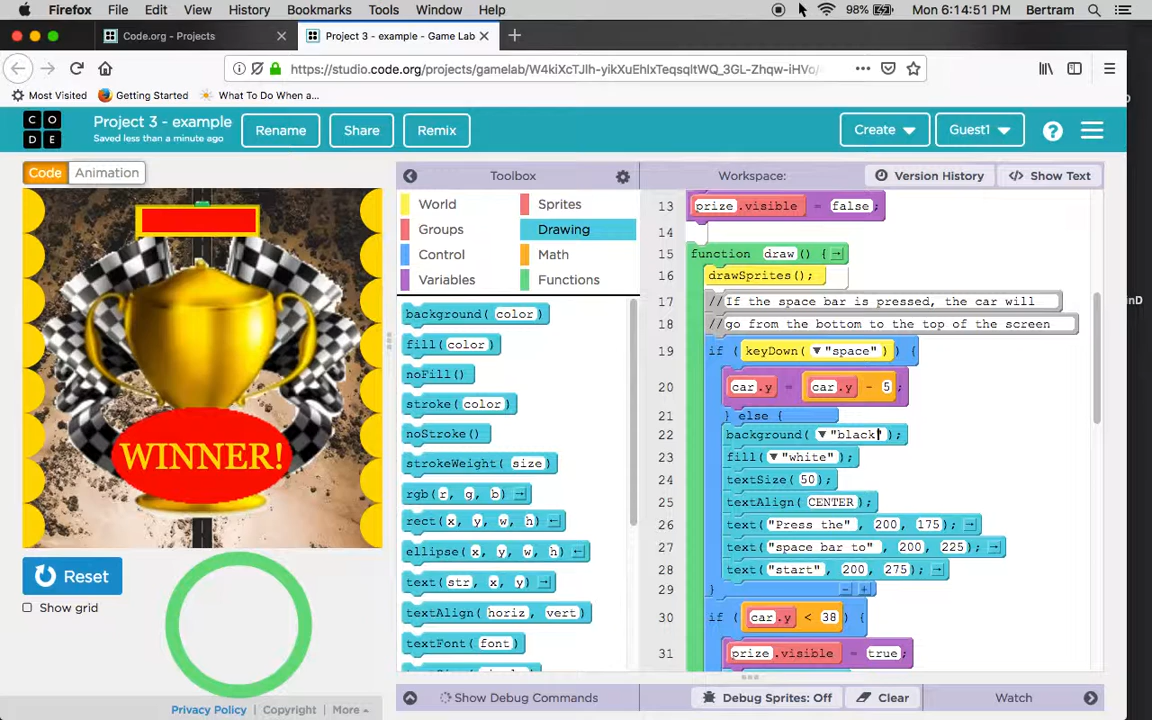 Firefox File Edit View History Bookmarks Tools Window Help 98% Mon 6:14:51 PM Bertram
Code.org - Projects
Project 3 - example - Game Lab
https://studio.code.org/projects/gamelab/W4kiXcTJlh-yikXuEhlxTeqsqltWQ_3GL-Zhqw-iHVo/
Most Visited Getting Started What To Do When a...
CODE
Project 3 - example
Saved less than a minute ago
Rename Share Remix Create Guest1 ?
Code Animation
WINNER!
Reset
Show grid
Privacy Policy | Copyright | More
Toolbox
World Sprites
Groups Drawing
Control Math
Variables Functions
background( color )
fill( color )
noFill()
stroke( color )
noStroke()
strokeWeight( size )
rgb( r, g, b )
rect( x, y, w, h )
ellipse( x, y, w, h )
text( str, x, y )
textAlign( horiz, vert )
textFont( font )
Show Debug Commands
Workspace: Version History </> Show Text
13 prize.visible = false;
14
15 function draw() {
16 drawSprites();
17 //If the space bar is pressed, the car will
18 //go from the bottom to the top of the screen
19 if ( keyDown( "space" ) ) {
20 car.y = car.y - 5;
21 } else {
22 background( "black" );
23 fill( "white" );
24 textSize( 50 );
25 textAlign( CENTER );
26 text( "Press the", 200, 175);
27 text( "space bar to", 200, 225);
28 text( "start", 200, 275);
29 }
30 if ( car.y < 38 ) {
31 prize.visible = true;
Debug Sprites: Off Clear Watch